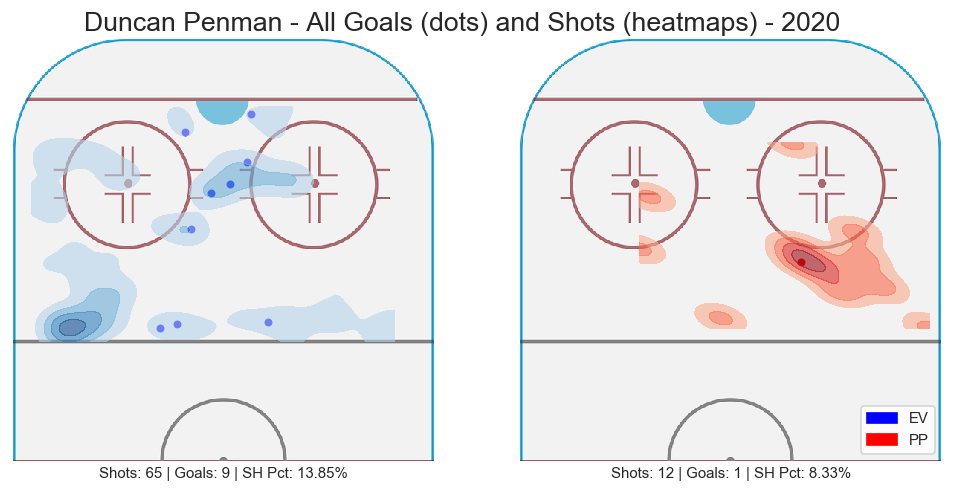 Duncan Penman - All Goals (dots) and Shots (heatmaps) - 2020
EV
PP
Shots: 65 | Goals: 9 | SH Pct: 13.85%
Shots: 12 | Goals: 1 | SH Pct: 8.33%